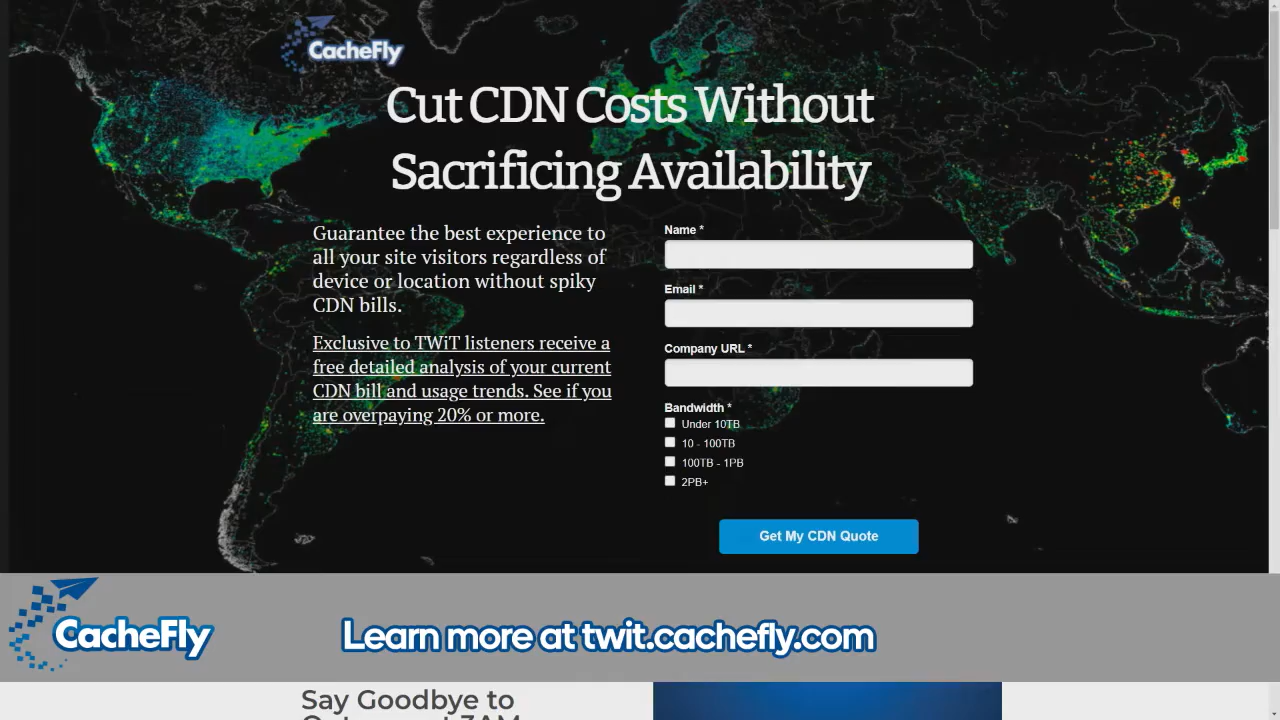 CacheFly
Cut CDN Costs Without
Sacrificing Availability
Guarantee the best experience to
all your site visitors regardless of
device or location without spiky
CDN bills.
Exclusive to TWiT listeners receive a
free detailed analysis of your current
CDN bill and usage trends. See if you
are overpaying 20% or more.
Name *
Email *
Company URL *
Bandwidth *
Under 10TB
10 - 100TB
100TB - 1PB
2PB+
Get My CDN Quote
CacheFly
Learn more at twit.cachefly.com
Say Goodbye to